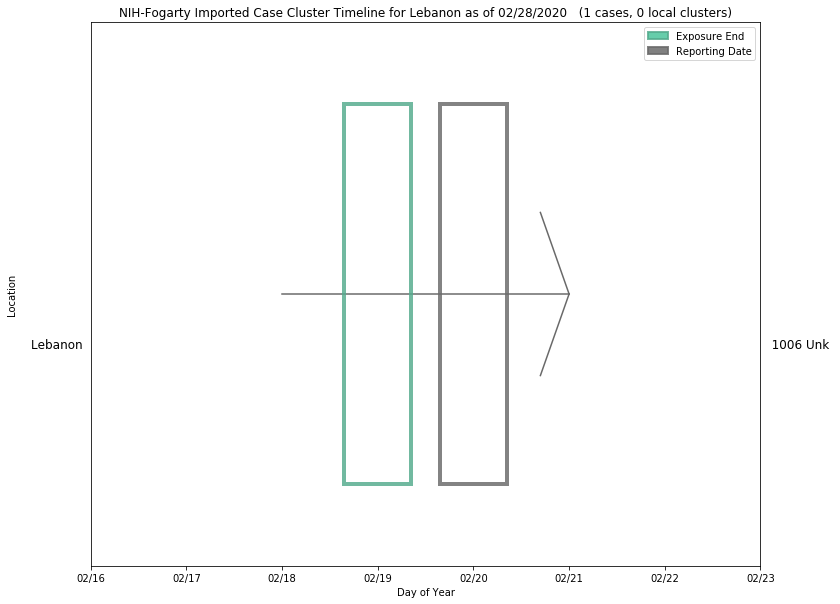 NIH-Fogarty Imported Case Cluster Timeline for Lebanon as of 02/28/2020 (1 cases, 0 local clusters)
Exposure End
Reporting Date
Location
Lebanon
1006 Unk
02/16 02/17 02/18 02/19 02/20 02/21 02/22 02/23
Day of Year